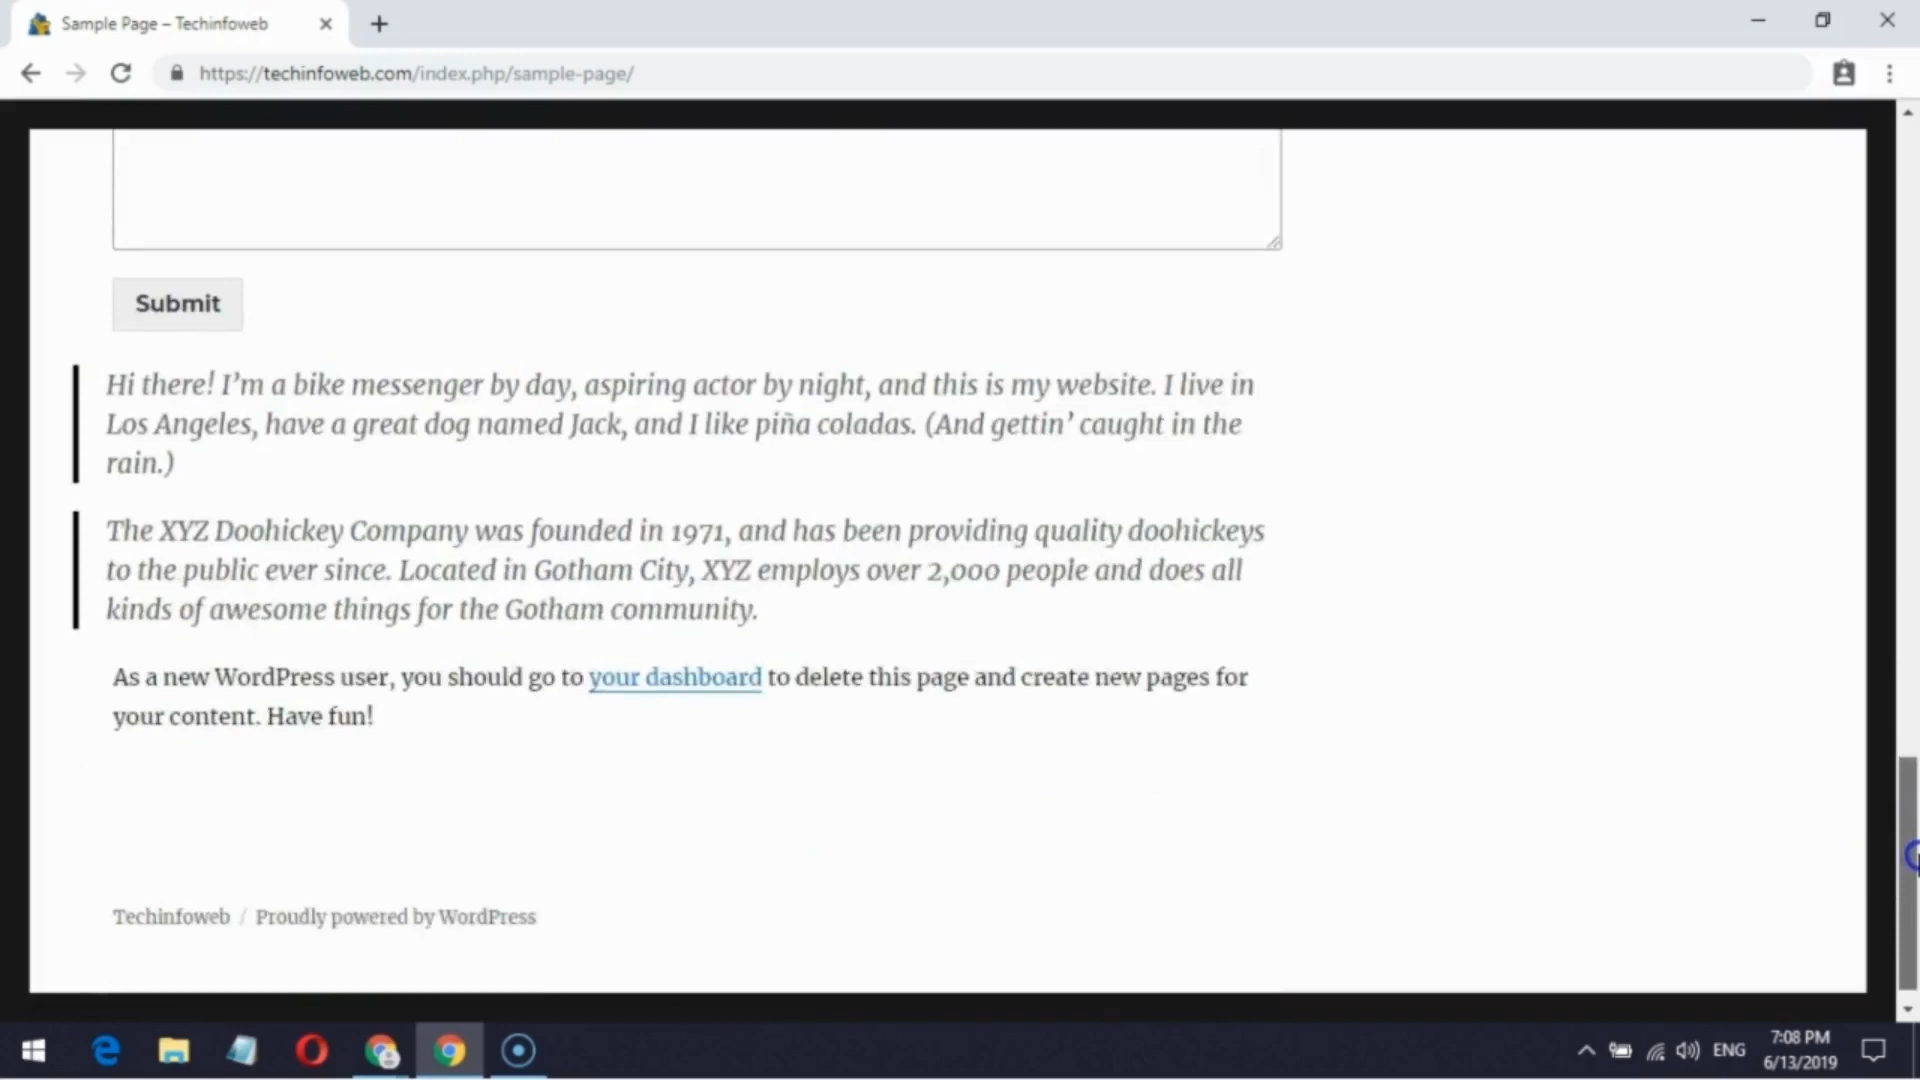 Sample Page – Techinfoweb
https://techinfoweb.com/index.php/sample-page/
Submit
Hi there! I’m a bike messenger by day, aspiring actor by night, and this is my website. I live in
Los Angeles, have a great dog named Jack, and I like piña coladas. (And gettin’ caught in the
rain.)
The XYZ Doohickey Company was founded in 1971, and has been providing quality doohickeys
to the public ever since. Located in Gotham City, XYZ employs over 2,000 people and does all
kinds of awesome things for the Gotham community.
As a new WordPress user, you should go to your dashboard to delete this page and create new pages for
your content. Have fun!
Techinfoweb / Proudly powered by WordPress
ENG
7:08 PM
6/13/2019